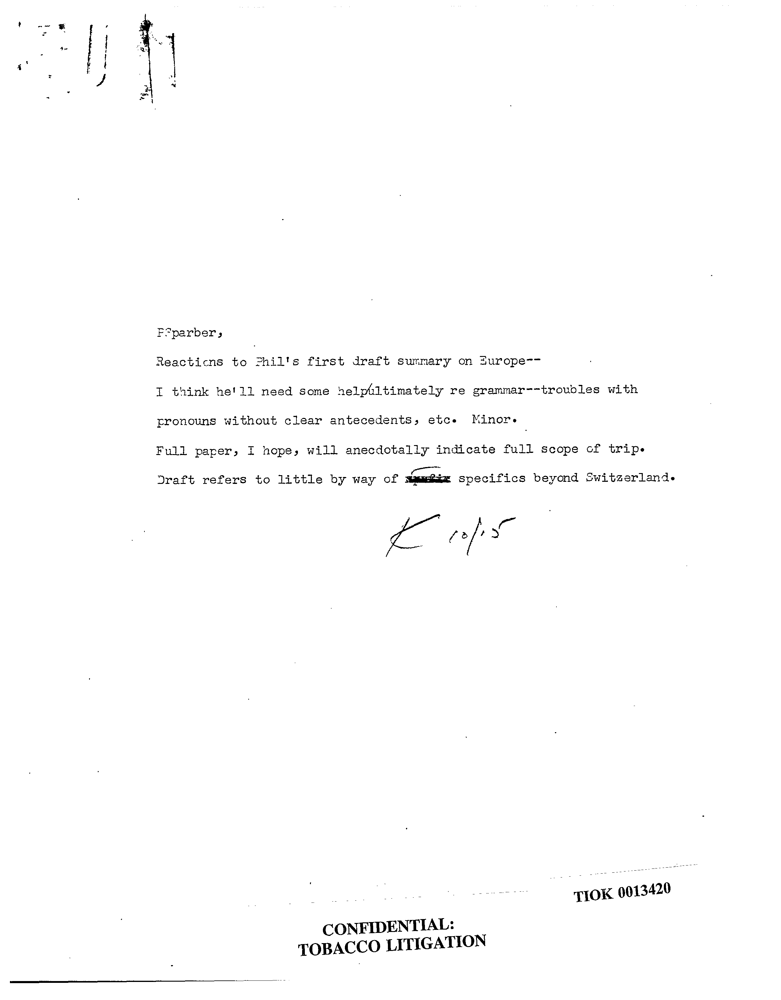 PSparber,
Reactions to Phil's first draft summary on Europe--
I think he'll need some help/ultimately re grammar--troubles with
pronouns without clear antecedents, etc. Minor.
Full paper, I hope, will anecdotally indicate full scope of trip.
Draft refers to little by way of specifics beyond Switzerland.
K 10/15
TIOK 0013420
CONFIDENTIAL:
TOBACCO LITIGATION